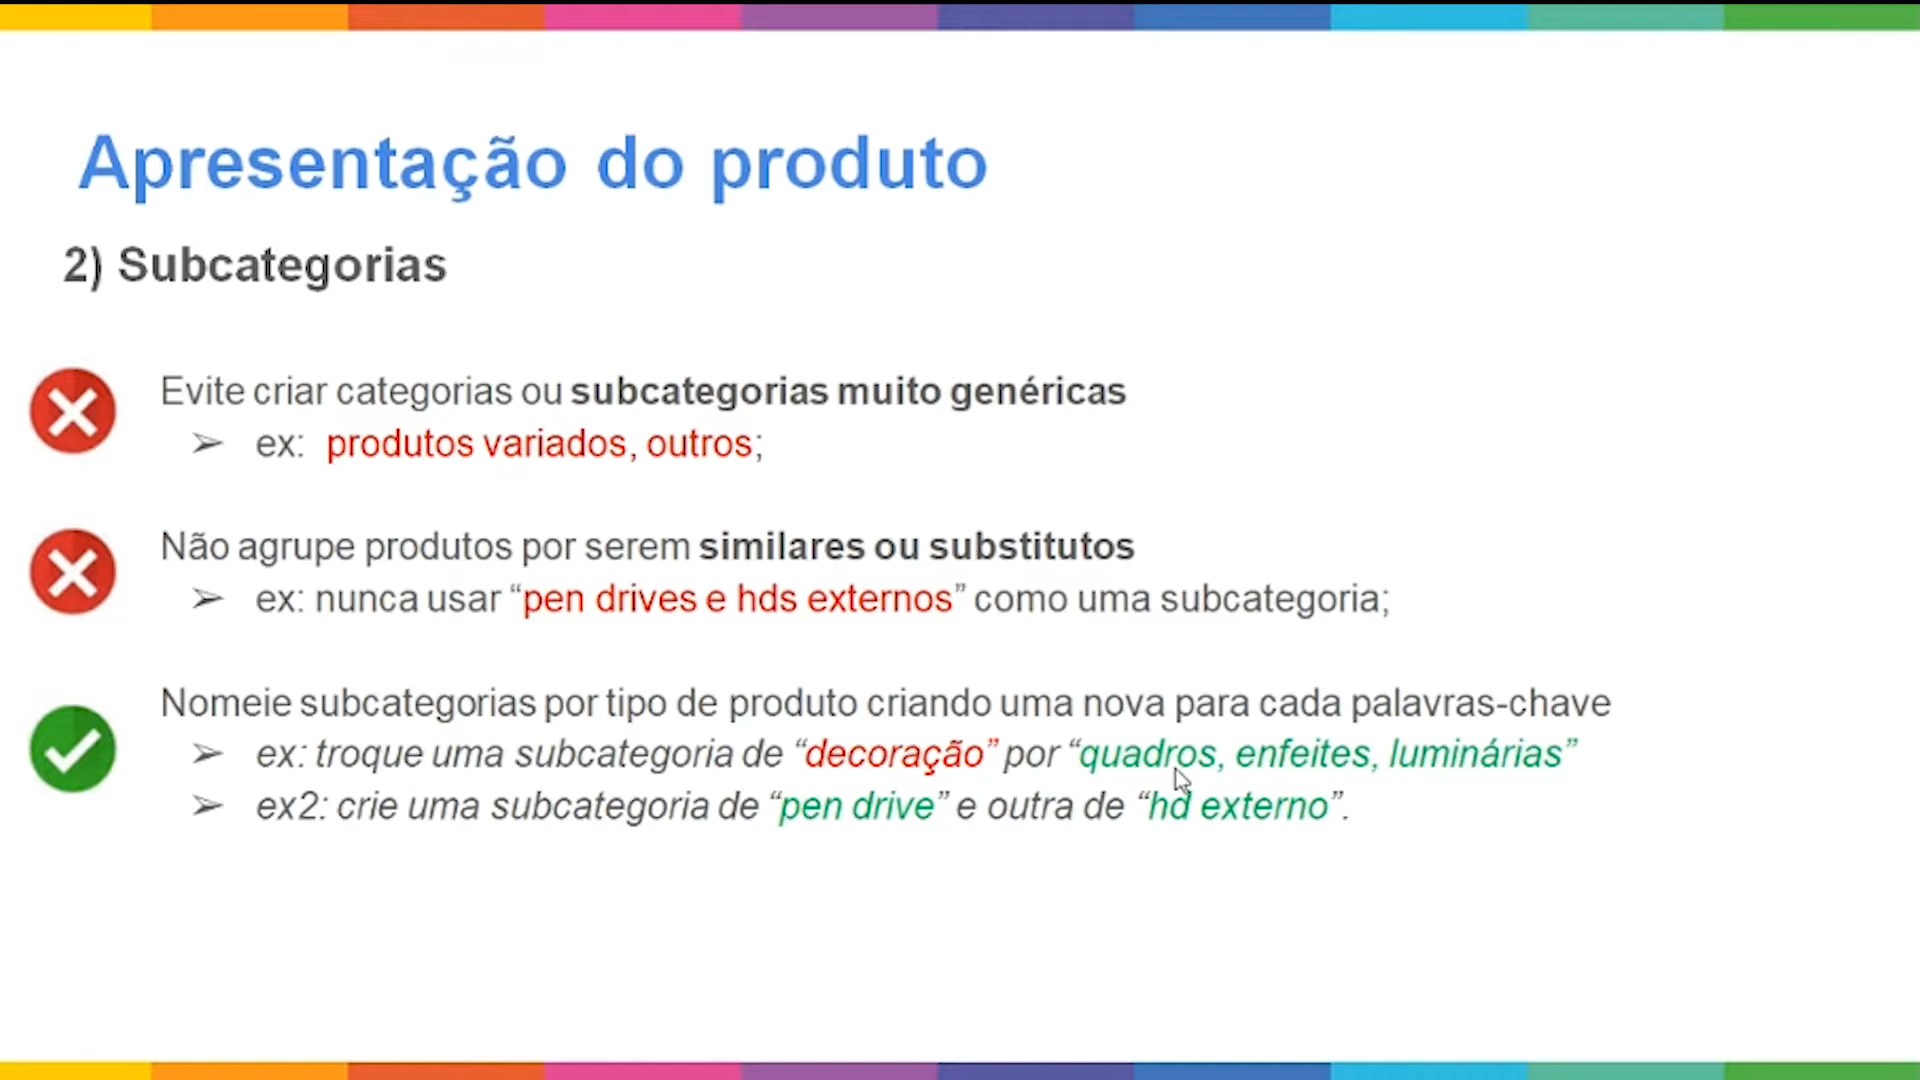 Apresentação do produto
2) Subcategorias
Evite criar categorias ou subcategorias muito genéricas
➢ ex: produtos variados, outros;
Não agrupe produtos por serem similares ou substitutos
➢ ex: nunca usar “pen drives e hds externos” como uma subcategoria;
Nomeie subcategorias por tipo de produto criando uma nova para cada palavras-chave
➢ ex: troque uma subcategoria de “decoração” por “quadros, enfeites, luminárias”
➢ ex2: crie uma subcategoria de “pen drive” e outra de “hd externo”.